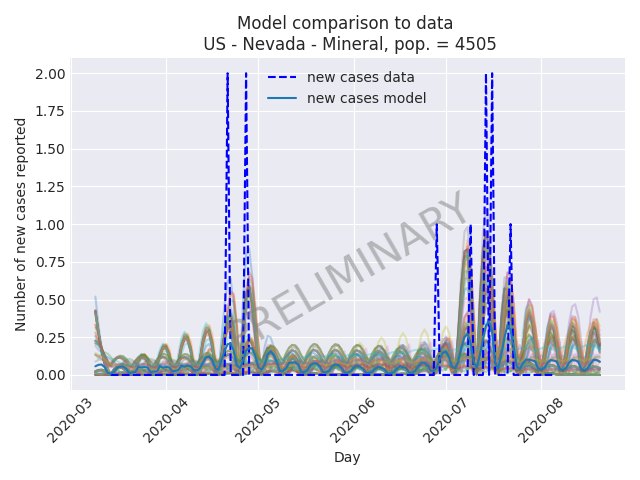 Model comparison to data
US - Nevada - Mineral, pop. = 4505
new cases data
new cases model
Number of new cases reported
2.00
1.75
1.50
1.25
1.00
0.75
0.50
0.25
0.00
PRELIMINARY
2020-03
2020-04
2020-05
2020-06
2020-07
2020-08
Day